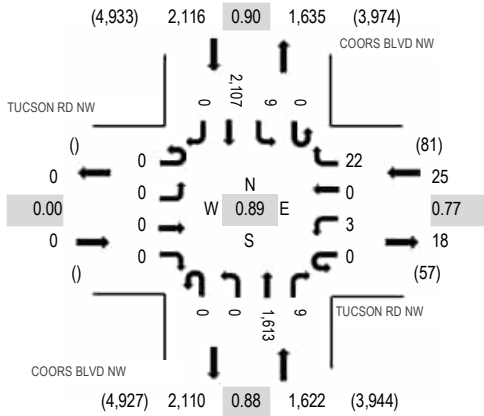 (4,933) 2,116 0.90 1,635 (3,974)
COORS BLVD NW
TUCSON RD NW
0 2,107 9 0
() (81)
0 0 22 25
0 N 0
0.00 W 0.89 E 0.77
0 0 S 3 18
0 0
() (57)
0 0 1,613 9
TUCSON RD NW
COORS BLVD NW
(4,927) 2,110 0.88 1,622 (3,944)